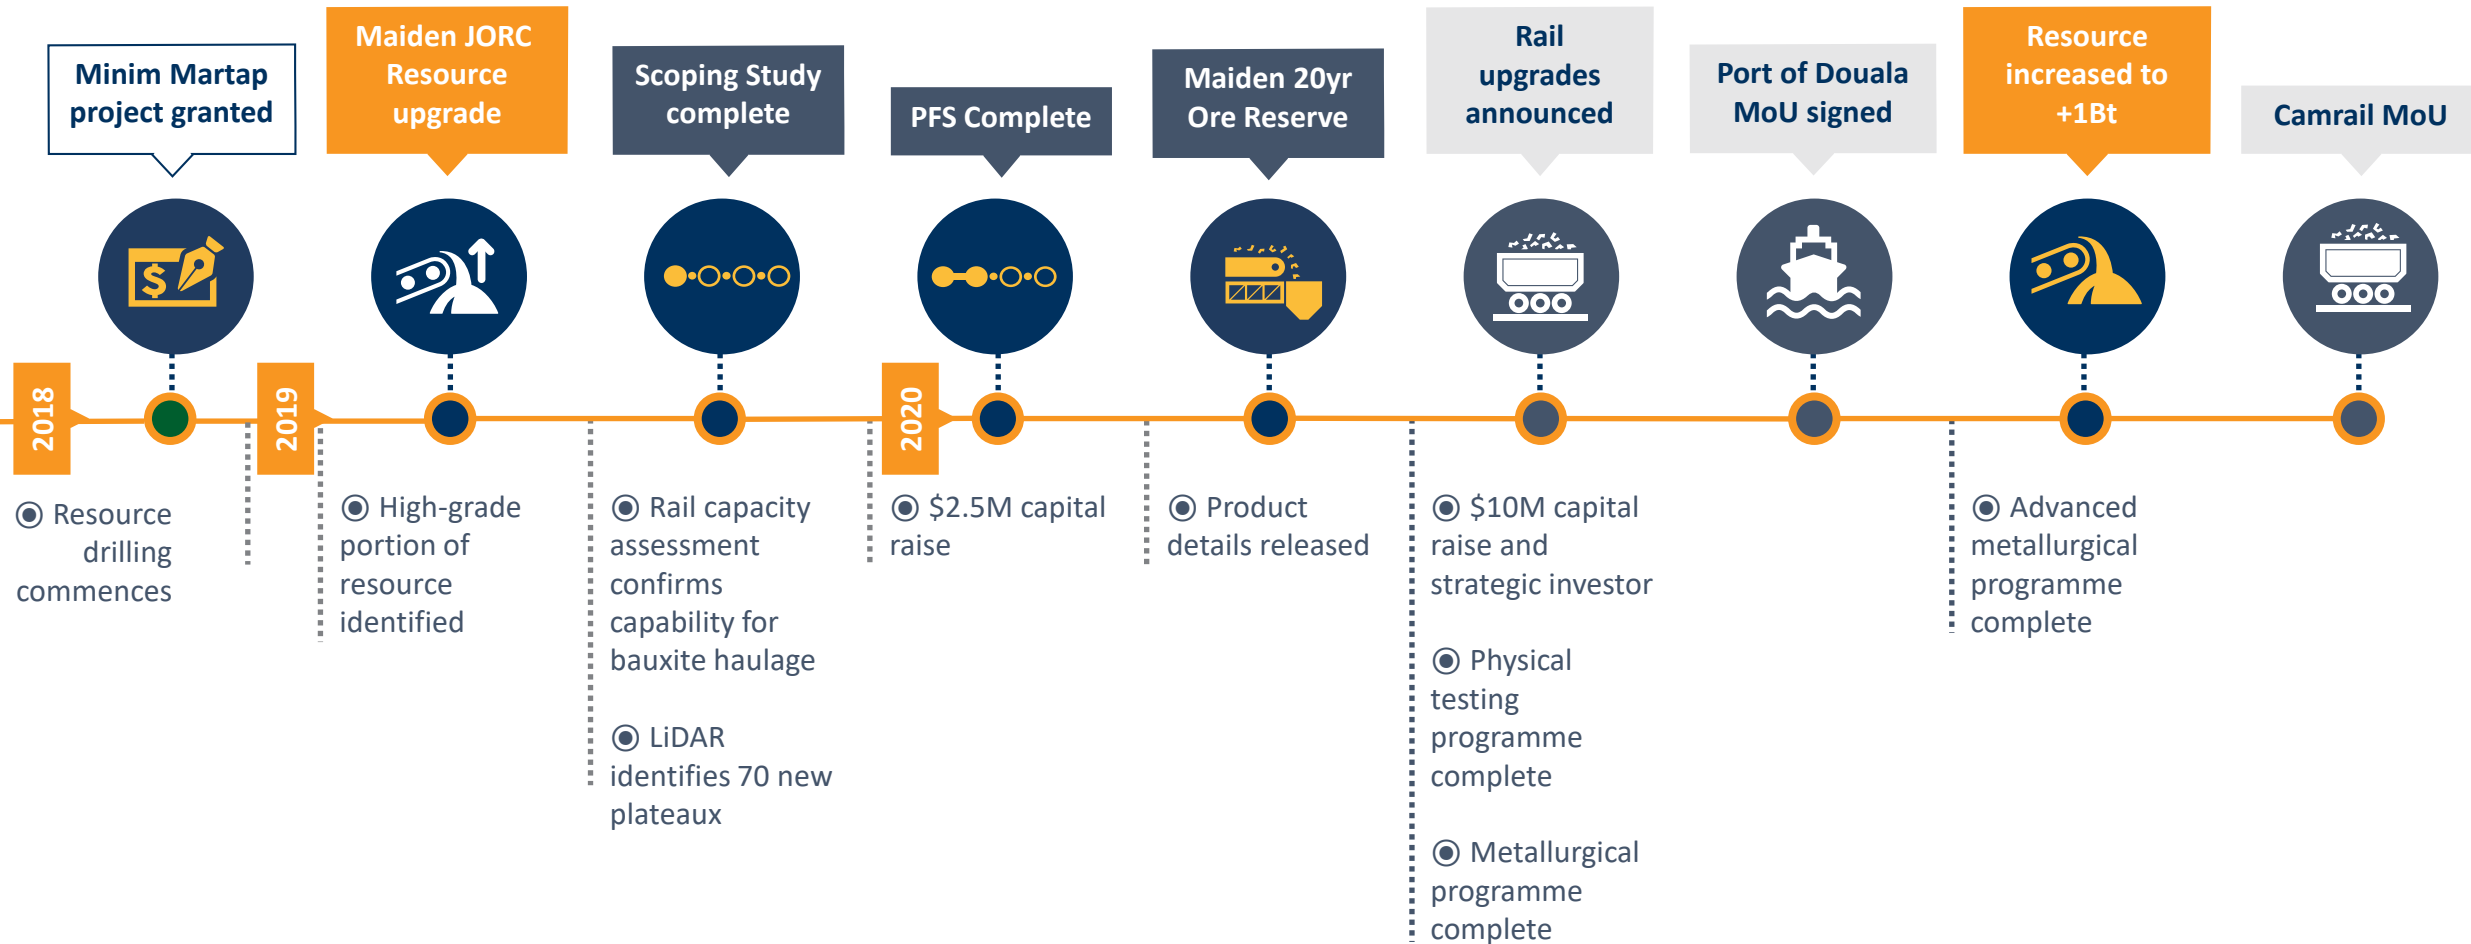 Minim Martap
project granted
Maiden JORC
Resource
upgrade
Scoping Study
complete
PFS Complete
Maiden 20yr
Ore Reserve
Rail
upgrades
announced
Port of Douala
MoU signed
Resource
increased to
+1Bt
Camrail MoU
$
2018
2019
2020
Resource
drilling
commences
High-grade
portion of
resource
identified
Rail capacity
assessment
confirms
capability for
bauxite haulage
LiDAR
identifies 70 new
plateaux
$2.5M capital
raise
Product
details released
$10M capital
raise and
strategic investor
Physical
testing
programme
complete
Metallurgical
programme
complete
Advanced
metallurgical
programme
complete